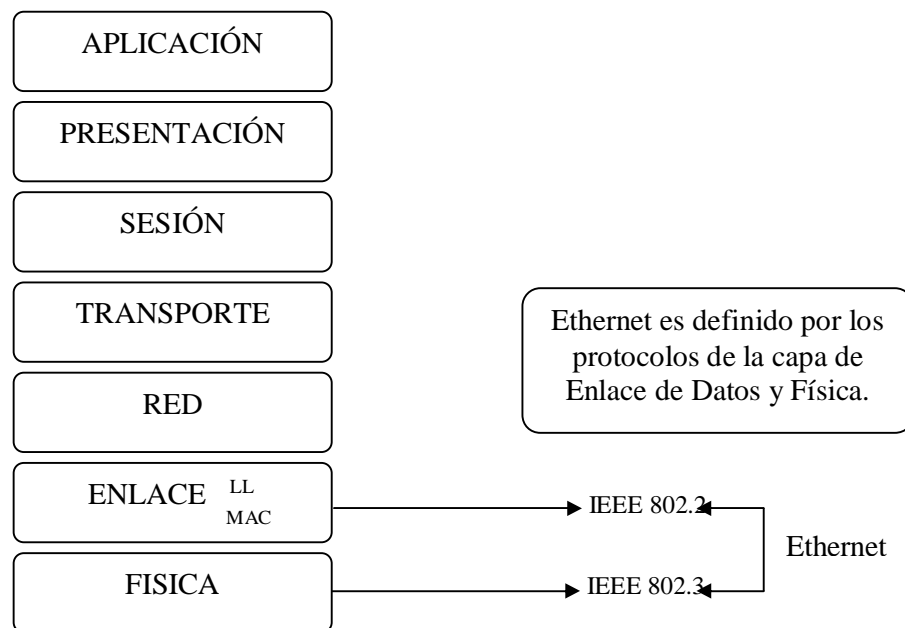 APLICACIÓN
PRESENTACIÓN
SESIÓN
TRANSPORTE
RED
ENLACE LL
MAC
FISICA
Ethernet es definido por los
protocolos de la capa de
Enlace de Datos y Física.
IEEE 802.2
IEEE 802.3
Ethernet